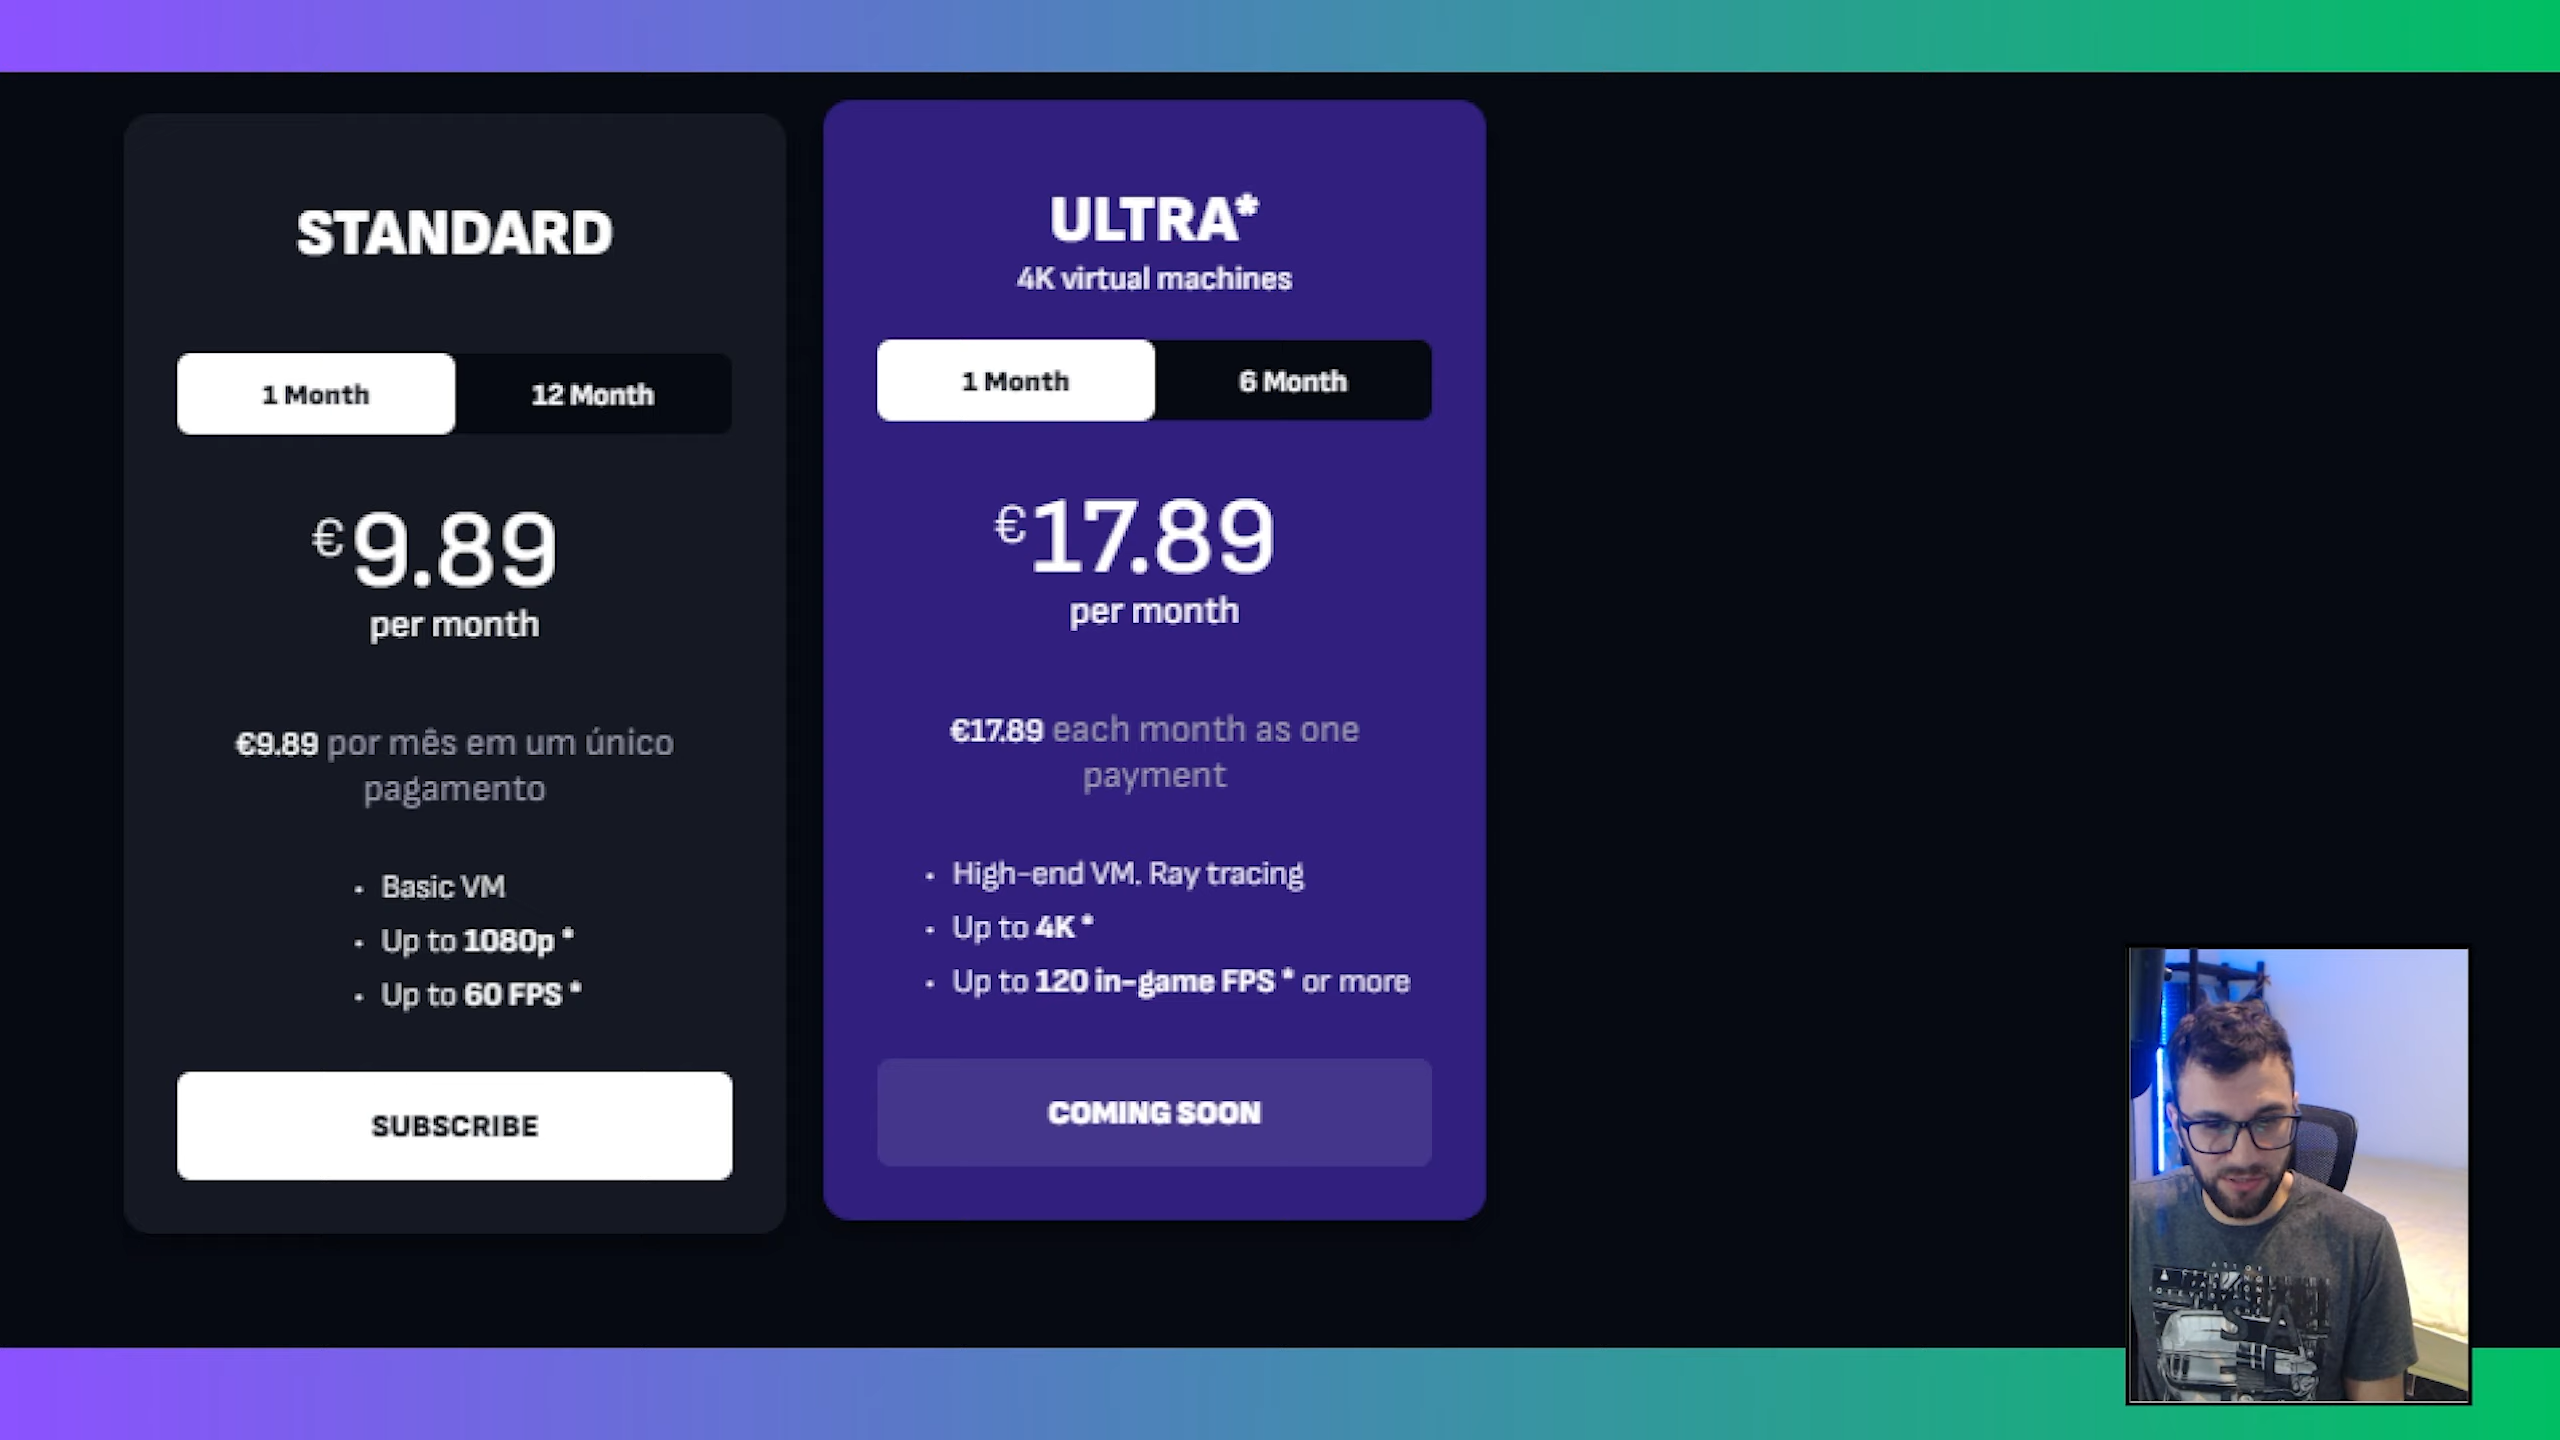 STANDARD
1 Month
12 Month
€9.89
per month
€9.89 por mês em um único
pagamento
• Basic VM
• Up to 1080p *
• Up to 60 FPS *
SUBSCRIBE
ULTRA*
4K virtual machines
1 Month
6 Month
€17.89
per month
€17.89 each month as one
payment
• High-end VM. Ray tracing
• Up to 4K *
• Up to 120 in-game FPS * or more
COMING SOON